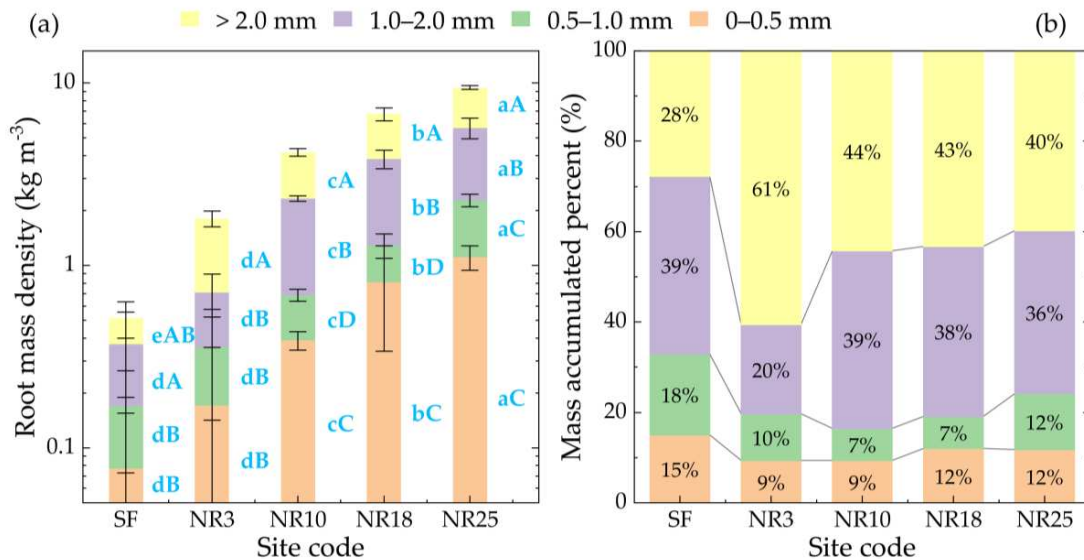 (a) > 2.0 mm 1.0–2.0 mm 0.5–1.0 mm 0–0.5 mm (b)
Root mass density (kg m⁻³)
10
1
0.1
eAB
dA
dB
dB
dA
dB
dB
dB
cA
cB
cD
cC
bA
bB
bD
bC
aA
aB
aC
aC
SF NR3 NR10 NR18 NR25
Site code
Mass accumulated percent (%)
100
80
60
40
20
0
28%
39%
18%
15%
61%
20%
10%
9%
44%
39%
7%
9%
43%
38%
7%
12%
40%
36%
12%
12%
SF NR3 NR10 NR18 NR25
Site code